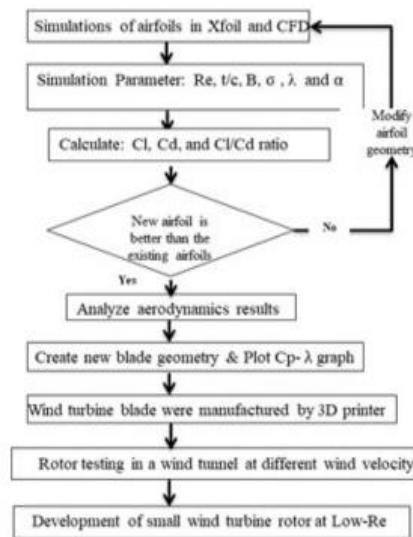 Simulations of airfoils in Xfoil and CFD
Simulation Parameter: Re, t/c, B, σ , λ and α
Modify
airfoil
geometry
Calculate: Cl, Cd, and Cl/Cd ratio
New airfoil is
better than the
existing airfoils
No
Yes
Analyze aerodynamics results
Create new blade geometry & Plot Cp- λ graph
Wind turbine blade were manufactured by 3D printer
Rotor testing in a wind tunnel at different wind velocity
Development of small wind turbine rotor at Low-Re